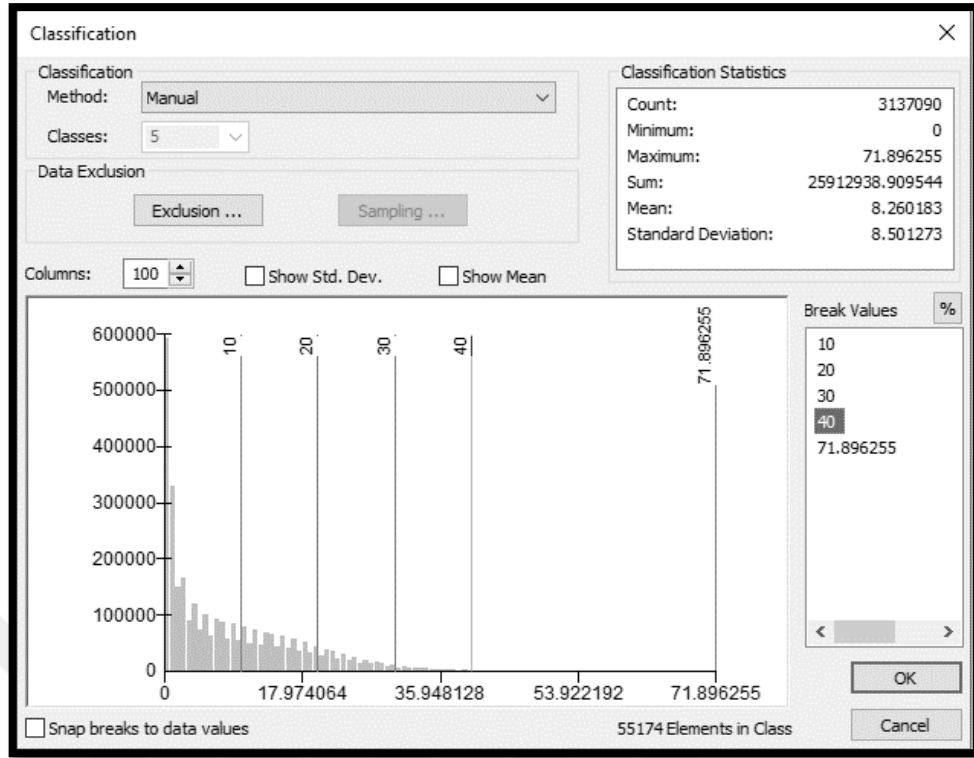 Classification
Classification
Method: Manual
Classes: 5
Data Exclusion
Exclusion ...
Sampling ...
Classification Statistics
Count: 3137090
Minimum: 0
Maximum: 71.896255
Sum: 25912938.909544
Mean: 8.260183
Standard Deviation: 8.501273
Columns: 100
Show Std. Dev.
Show Mean
Break Values %
10
20
30
40
71.896255
600000
500000
400000
300000
200000
100000
0
10
20
30
40
71.896255
0 17.974064 35.948128 53.922192 71.896255
OK
Snap breaks to data values
55174 Elements in Class
Cancel